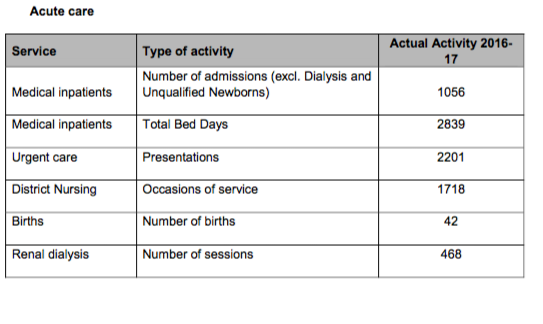 Acute care
Service Type of activity Actual Activity 2016-
17
Number of admissions (excl. Dialysis and
Medical inpatients Unqualified Newborns) 1056
Medical inpatients Total Bed Days 2839
Urgent care Presentations 2201
District Nursing Occasions of service 1718
Births Number of births 42
Renal dialysis Number of sessions 468